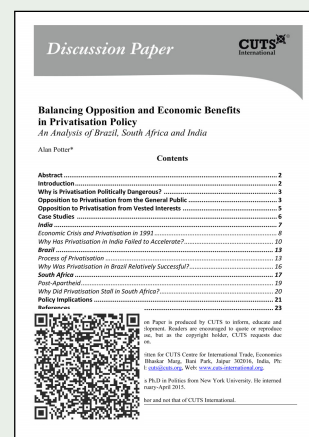 Discussion Paper
CUTS
International
Balancing Opposition and Economic Benefits
in Privatisation Policy
An Analysis of Brazil, South Africa and India
Alan Potter*
Contents
Abstract 2
Introduction 2
Why is Privatisation Politically Dangerous? 3
Opposition to Privatisation from the General Public 3
Opposition to Privatisation from Vested Interests 5
Case Studies 6
India 7
Economic Crisis and Privatisation in 1991 8
Why Has Privatisation in India Failed to Accelerate? 10
Brazil 13
Process of Privatisation 13
Why Was Privatisation in Brazil Relatively Successful? 16
South Africa 17
Post-Apartheid 19
Why Did Privatisation Stall in South Africa? 20
Policy Implications 21
References 23
on Paper is produced by CUTS to inform, educate and
lopment. Readers are encouraged to quote or reproduce
use, but as the copyright holder, CUTS requests due
on.
itten for CUTS Centre for International Trade, Economics
Bhaskar Marg, Bani Park, Jaipur 302016, India, Ph:
l: cuts@cuts.org, Web: www.cuts-international.org.
s Ph.D in Politics from New York University. He interned
ruary-April 2015.
hor and not that of CUTS International.